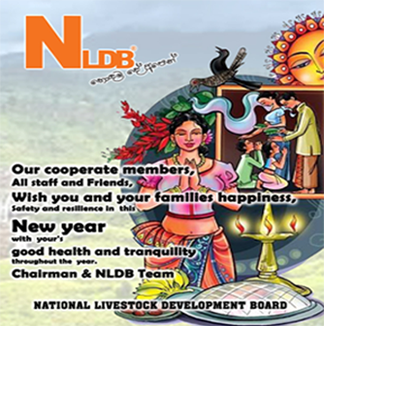 NLDB
Our cooperate members,
All staff and Friends,
Wish you and your families happiness,
Safety and resilience in this
New year
with your's
good health and tranquility
throughout the year.
Chairman & NLDB Team
NATIONAL LIVESTOCK DEVELOPMENT BOARD